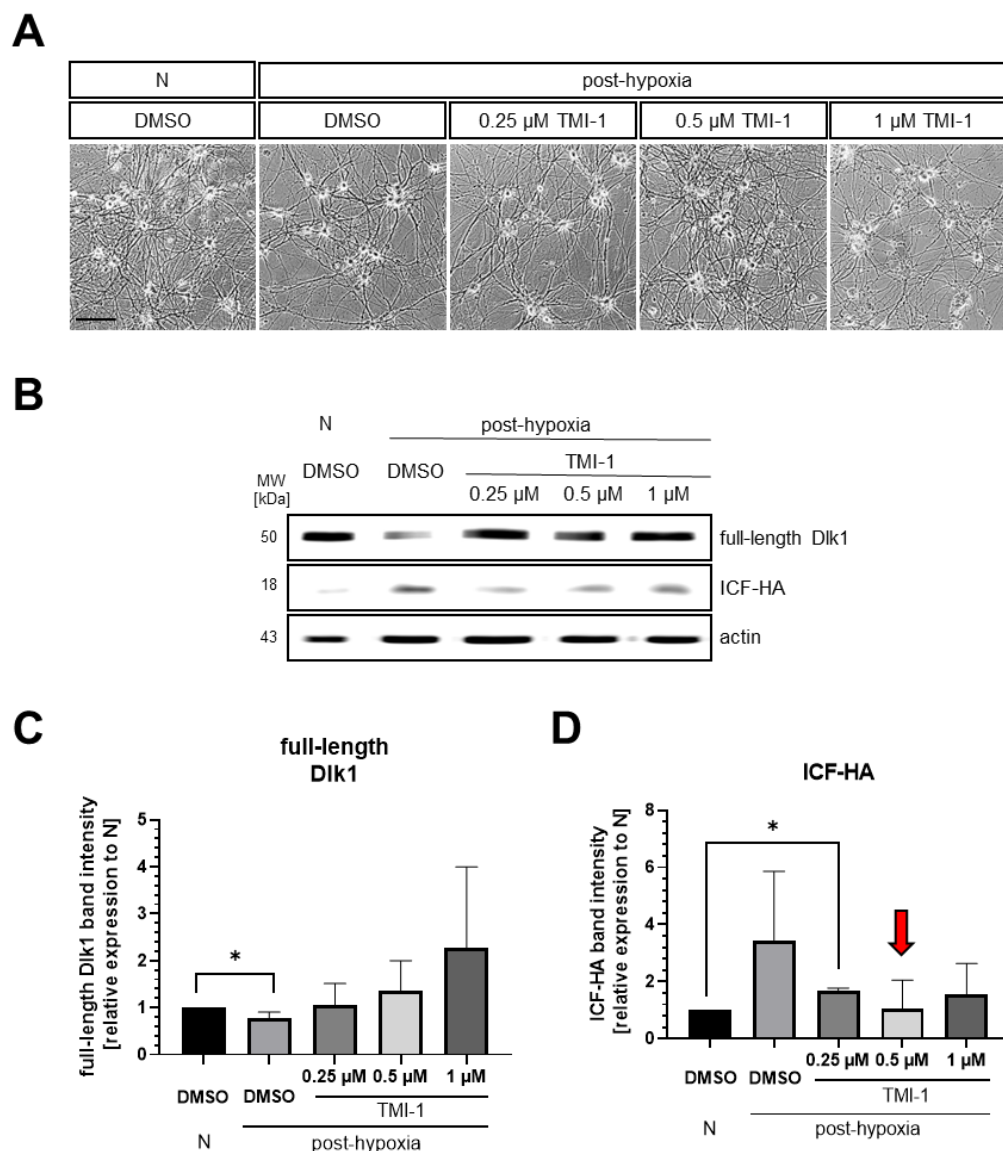 A
N post-hypoxia
DMSO DMSO 0.25 µM TMI-1 0.5 µM TMI-1 1 µM TMI-1
B
N post-hypoxia
DMSO DMSO TMI-1
MW
[kDa] 0.25 µM 0.5 µM 1 µM
50 full-length Dlk1
18 ICF-HA
43 actin
C
full-length
Dlk1
full-length Dlk1 band intensity
[relative expression to N]
5
4
3
2
1
0
*
DMSO DMSO 0.25 µM 0.5 µM 1 µM
TMI-1
N post-hypoxia
D
ICF-HA
ICF-HA band intensity
[relative expression to N]
8
6
4
2
0
*
DMSO DMSO 0.25 µM 0.5 µM 1 µM
TMI-1
N post-hypoxia